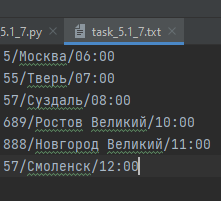 5.1_7.py task_5.1_7.txt
5/Москва/06:00
55/Тверь/07:00
57/Суздаль/08:00
689/Ростов Великий/10:00
888/Новгород Великий/11:00
57/Смоленск/12:00